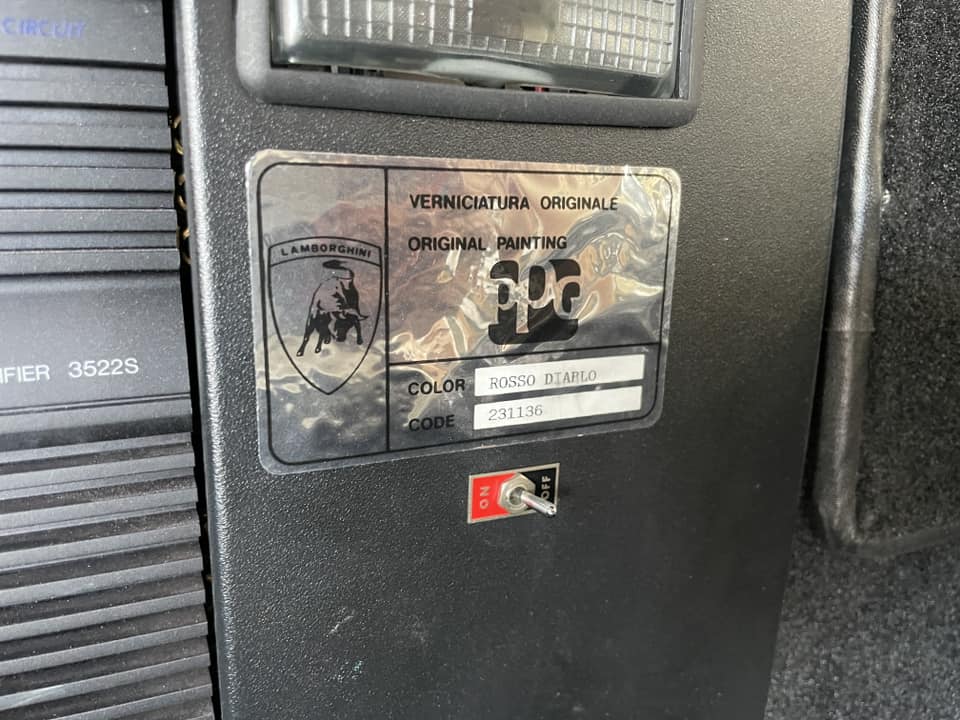 CIRCUIT
IFIER 3522S
LAMBORGHINI
VERNICIATURA ORIGINALE
ORIGINAL PAINTING
PPG
COLOR ROSSO DIABLO
CODE 231136
ON OFF